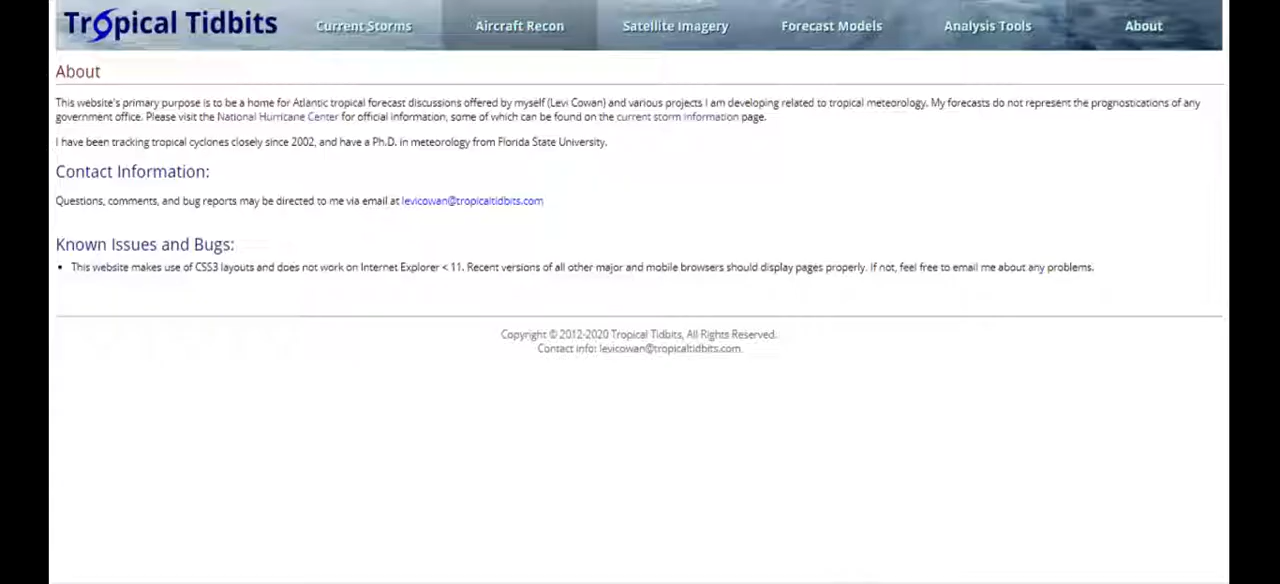 Tropical Tidbits Current Storms Aircraft Recon Satellite Imagery Forecast Models Analysis Tools About
About
This website's primary purpose is to be a home for Atlantic tropical forecast discussions offered by myself (Levi Cowan) and various projects I am developing related to tropical meteorology. My forecasts do not represent the prognostications of any
government office. Please visit the National Hurricane Center for official information, some of which can be found on the current storm information page.
I have been tracking tropical cyclones closely since 2002, and have a Ph.D. in meteorology from Florida State University.
Contact Information:
Questions, comments, and bug reports may be directed to me via email at levicowan@tropicaltidbits.com
Known Issues and Bugs:
• This website makes use of CSS3 layouts and does not work on Internet Explorer < 11. Recent versions of all other major and mobile browsers should display pages properly. If not, feel free to email me about any problems.
Copyright © 2012-2020 Tropical Tidbits, All Rights Reserved.
Contact info: levicowan@tropicaltidbits.com.